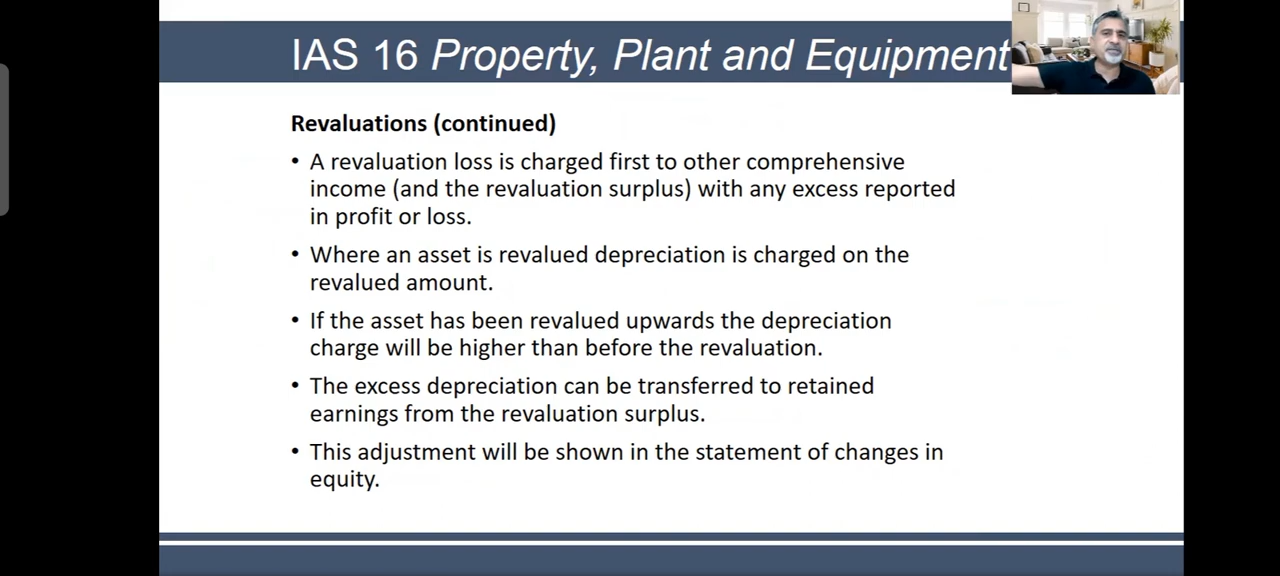 IAS 16 Property, Plant and Equipment
Revaluations (continued)
• A revaluation loss is charged first to other comprehensive
income (and the revaluation surplus) with any excess reported
in profit or loss.
• Where an asset is revalued depreciation is charged on the
revalued amount.
• If the asset has been revalued upwards the depreciation
charge will be higher than before the revaluation.
• The excess depreciation can be transferred to retained
earnings from the revaluation surplus.
• This adjustment will be shown in the statement of changes in
equity.